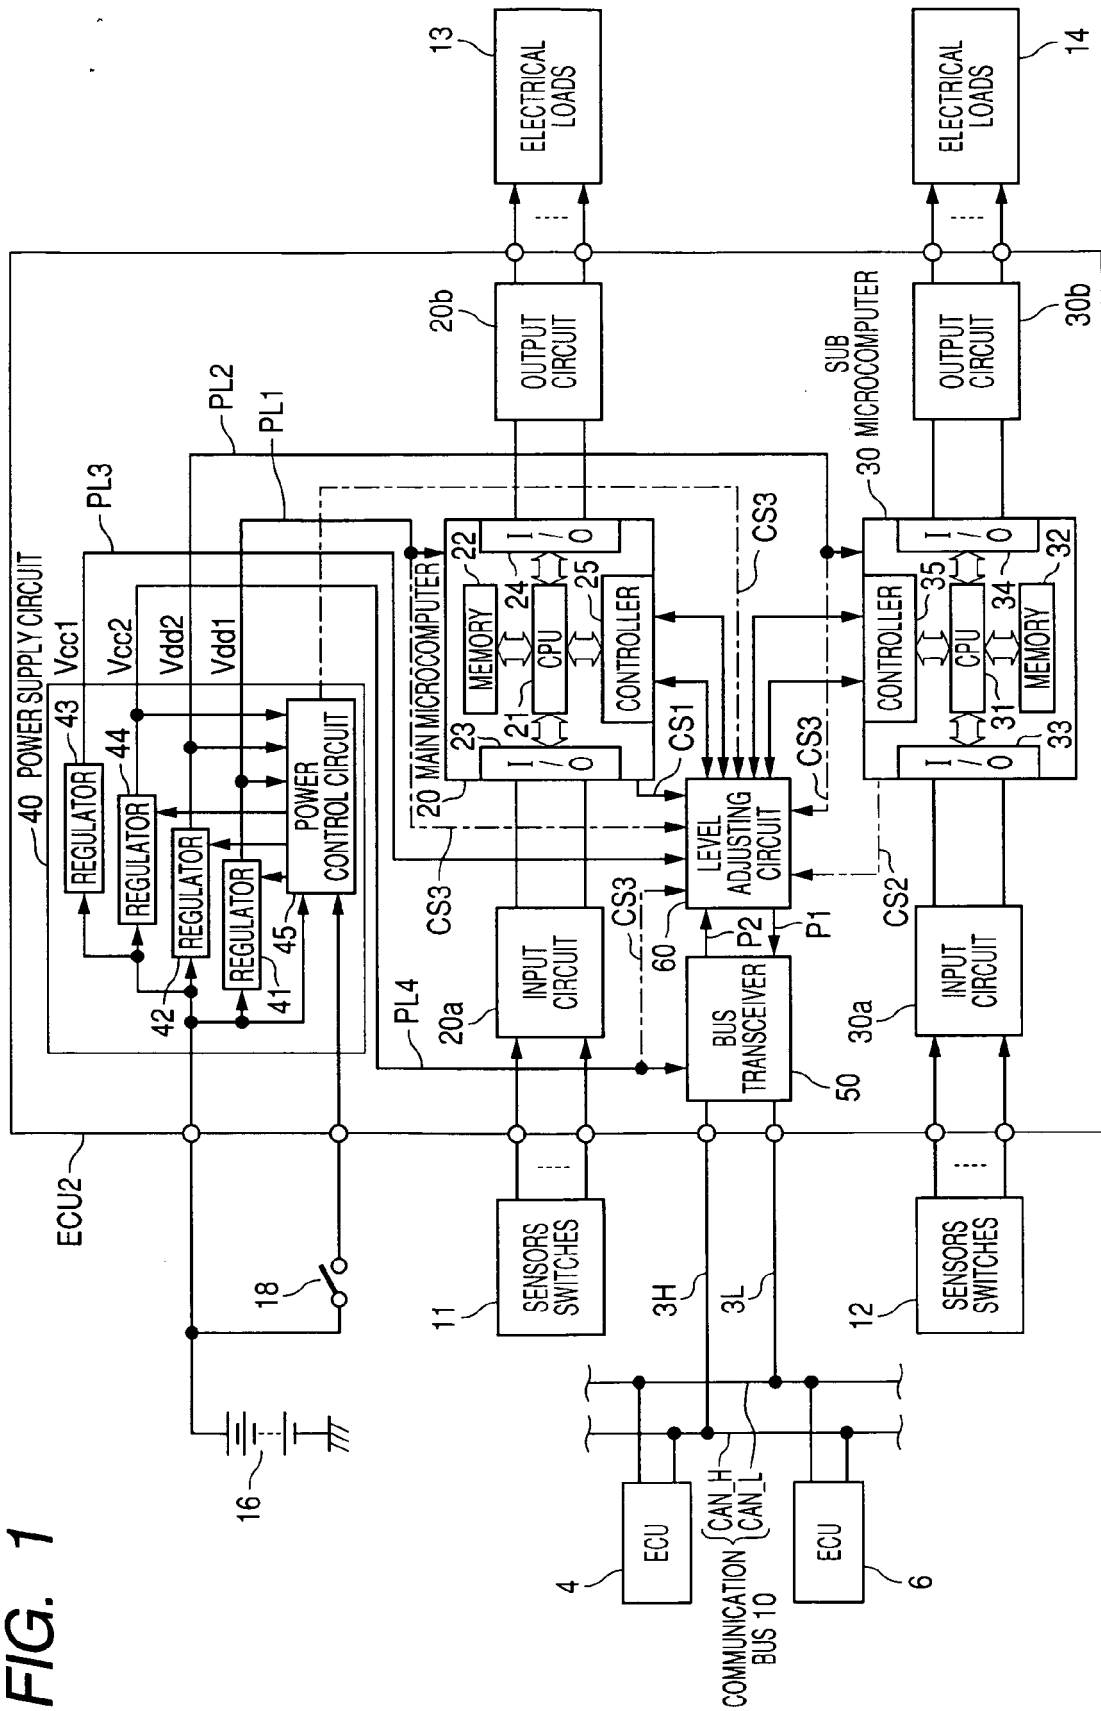 FIG. 1
16
18
ECU2
40 POWER SUPPLY CIRCUIT
REGULATOR
43
REGULATOR
44
REGULATOR
42
REGULATOR
41
45
POWER
CONTROL CIRCUIT
Vcc1
Vcc2
Vdd2
Vdd1
PL3
PL2
PL1
PL4
CS3
SENSORS
SWITCHES
11
20a
INPUT
CIRCUIT
20 MAIN MICROCOMPUTER
23
I/O
21
MEMORY
22
CPU
24
I/O
25
CONTROLLER
20b
OUTPUT
CIRCUIT
13
ELECTRICAL
LOADS
CS3
CS1
CS1
CS3
CS3
CS2
60
LEVEL
ADJUSTING
CIRCUIT
P2
P1
BUS
TRANSCEIVER
50
3H
3L
4
ECU
COMMUNICATION
BUS 10
CAN_H
CAN_L
ECU
6
SENSORS
SWITCHES
12
30a
INPUT
CIRCUIT
SUB
30 MICROCOMPUTER
CONTROLLER
35
I/O
33
CPU
31
I/O
34
MEMORY
32
OUTPUT
CIRCUIT
30b
ELECTRICAL
LOADS
14